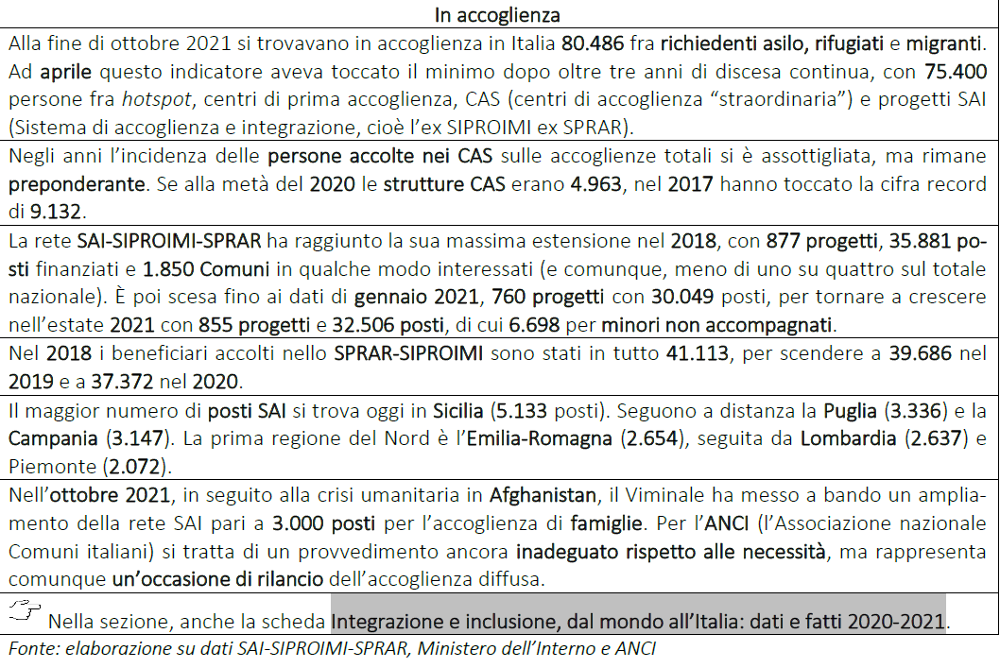 In accoglienza
Alla fine di ottobre 2021 si trovavano in accoglienza in Italia 80.486 fra richiedenti asilo, rifugiati e migranti.
Ad aprile questo indicatore aveva toccato il minimo dopo oltre tre anni di discesa continua, con 75.400
persone fra hotspot, centri di prima accoglienza, CAS (centri di accoglienza “straordinaria”) e progetti SAI
(Sistema di accoglienza e integrazione, cioè l’ex SIPROIMI ex SPRAR).
Negli anni l’incidenza delle persone accolte nei CAS sulle accoglienze totali si è assottigliata, ma rimane
preponderante. Se alla metà del 2020 le strutture CAS erano 4.963, nel 2017 hanno toccato la cifra record
di 9.132.
La rete SAI-SIPROIMI-SPRAR ha raggiunto la sua massima estensione nel 2018, con 877 progetti, 35.881 po-
sti finanziati e 1.850 Comuni in qualche modo interessati (e comunque, meno di uno su quattro sul totale
nazionale). È poi scesa fino ai dati di gennaio 2021, 760 progetti con 30.049 posti, per tornare a crescere
nell’estate 2021 con 855 progetti e 32.506 posti, di cui 6.698 per minori non accompagnati.
Nel 2018 i beneficiari accolti nello SPRAR-SIPROIMI sono stati in tutto 41.113, per scendere a 39.686 nel
2019 e a 37.372 nel 2020.
Il maggior numero di posti SAI si trova oggi in Sicilia (5.133 posti). Seguono a distanza la Puglia (3.336) e la
Campania (3.147). La prima regione del Nord è l’Emilia-Romagna (2.654), seguita da Lombardia (2.637) e
Piemonte (2.072).
Nell’ottobre 2021, in seguito alla crisi umanitaria in Afghanistan, il Viminale ha messo a bando un amplia-
mento della rete SAI pari a 3.000 posti per l’accoglienza di famiglie. Per l’ANCI (l’Associazione nazionale
Comuni italiani) si tratta di un provvedimento ancora inadeguato rispetto alle necessità, ma rappresenta
comunque un’occasione di rilancio dell’accoglienza diffusa.
Nella sezione, anche la scheda Integrazione e inclusione, dal mondo all’Italia: dati e fatti 2020-2021.
Fonte: elaborazione su dati SAI-SIPROIMI-SPRAR, Ministero dell’Interno e ANCI